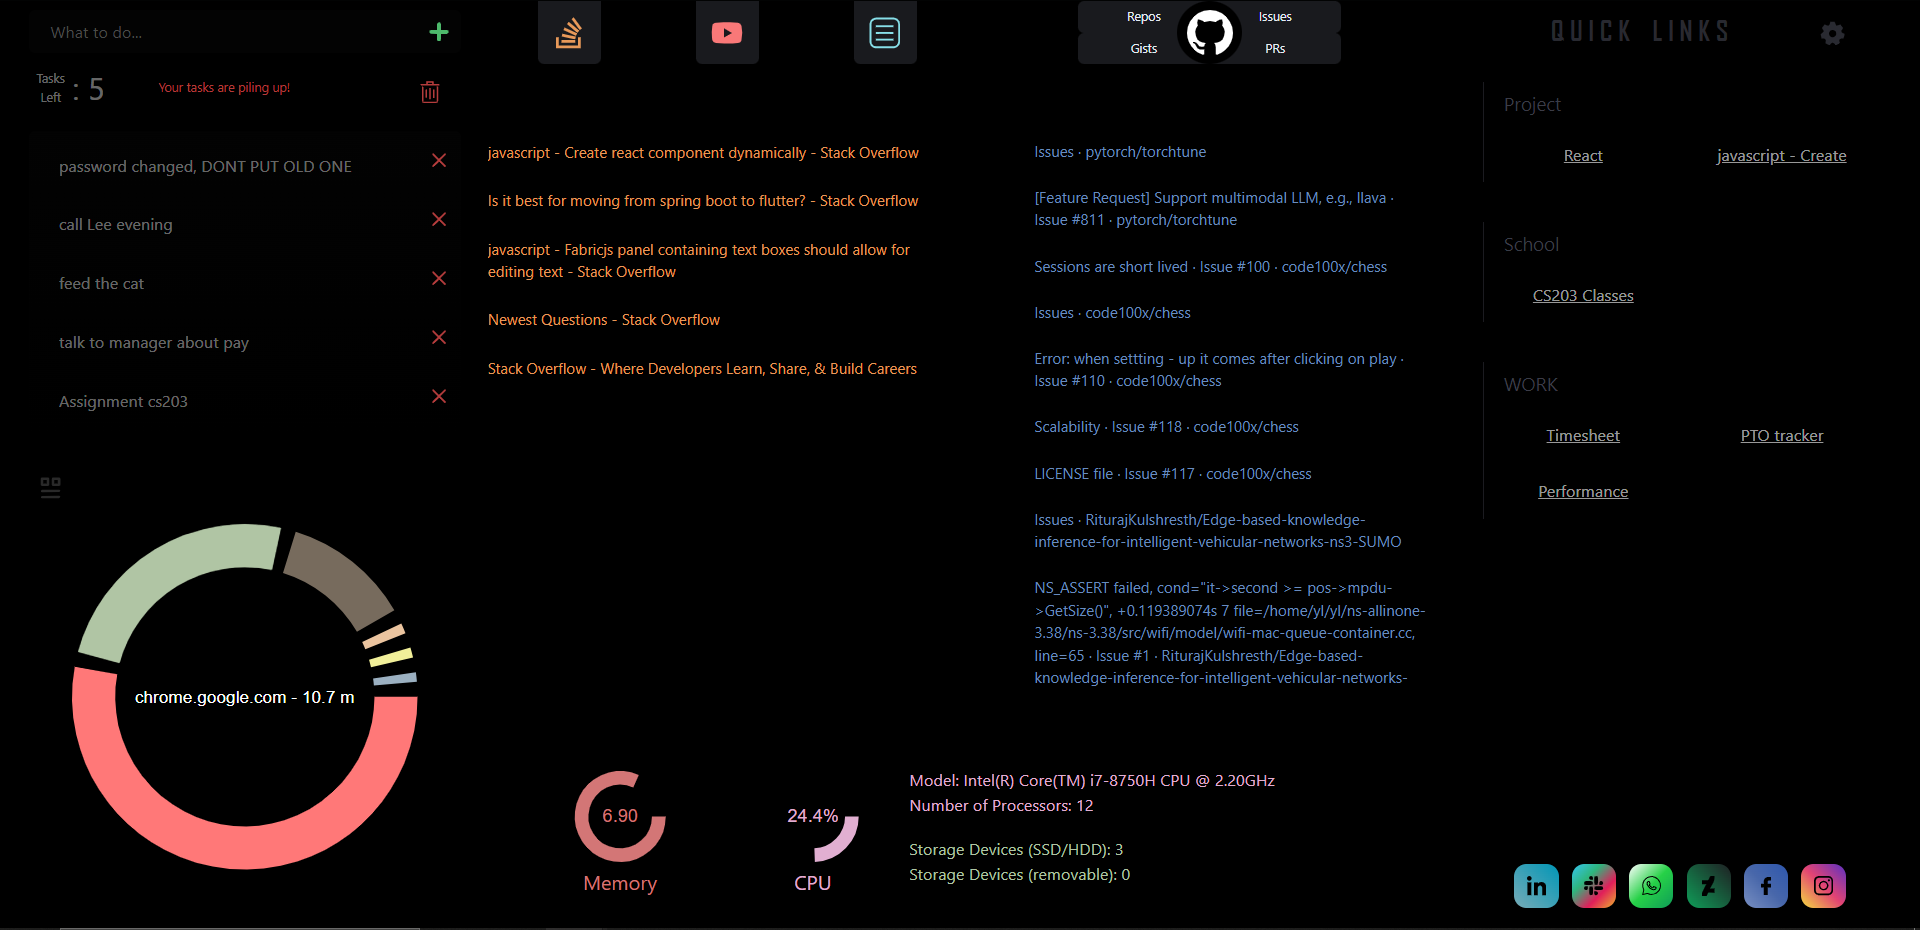 What to do...
Tasks
Left : 5
Your tasks are piling up!
password changed, DONT PUT OLD ONE
call Lee evening
feed the cat
talk to manager about pay
Assignment cs203
chrome.google.com - 10.7 m
javascript - Create react component dynamically - Stack Overflow
Is it best for moving from spring boot to flutter? - Stack Overflow
javascript - Fabricjs panel containing text boxes should allow for
editing text - Stack Overflow
Newest Questions - Stack Overflow
Stack Overflow - Where Developers Learn, Share, & Build Careers
Repos
Issues
Gists
PRs
Issues · pytorch/torchtune
[Feature Request] Support multimodal LLM, e.g., llava ·
Issue #811 · pytorch/torchtune
Sessions are short lived · Issue #100 · code100x/chess
Issues · code100x/chess
Error: when settting - up it comes after clicking on play ·
Issue #110 · code100x/chess
Scalability · Issue #118 · code100x/chess
LICENSE file · Issue #117 · code100x/chess
Issues · RiturajKulshresth/Edge-based-knowledge-
inference-for-intelligent-vehicular-networks-ns3-SUMO
NS_ASSERT failed, cond="it->second >= pos->mpdu-
>GetSize()", +0.119389074s 7 file=/home/yl/yl/ns-allinone-
3.38/ns-3.38/src/wifi/model/wifi-mac-queue-container.cc,
line=65 · Issue #1 · RiturajKulshresth/Edge-based-
knowledge-inference-for-intelligent-vehicular-networks-
6.90
Memory
24.4%
CPU
Model: Intel(R) Core(TM) i7-8750H CPU @ 2.20GHz
Number of Processors: 12
Storage Devices (SSD/HDD): 3
Storage Devices (removable): 0
QUICK LINKS
Project
React
javascript - Create
School
CS203 Classes
WORK
Timesheet
PTO tracker
Performance